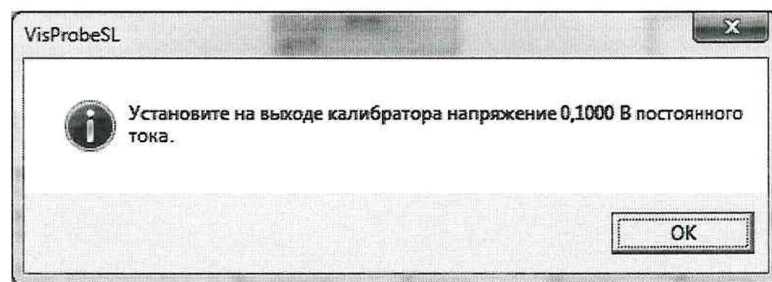 VisProbeSL
Установите на выходе калибратора напряжение 0,1000 В постоянного
тока.
OK